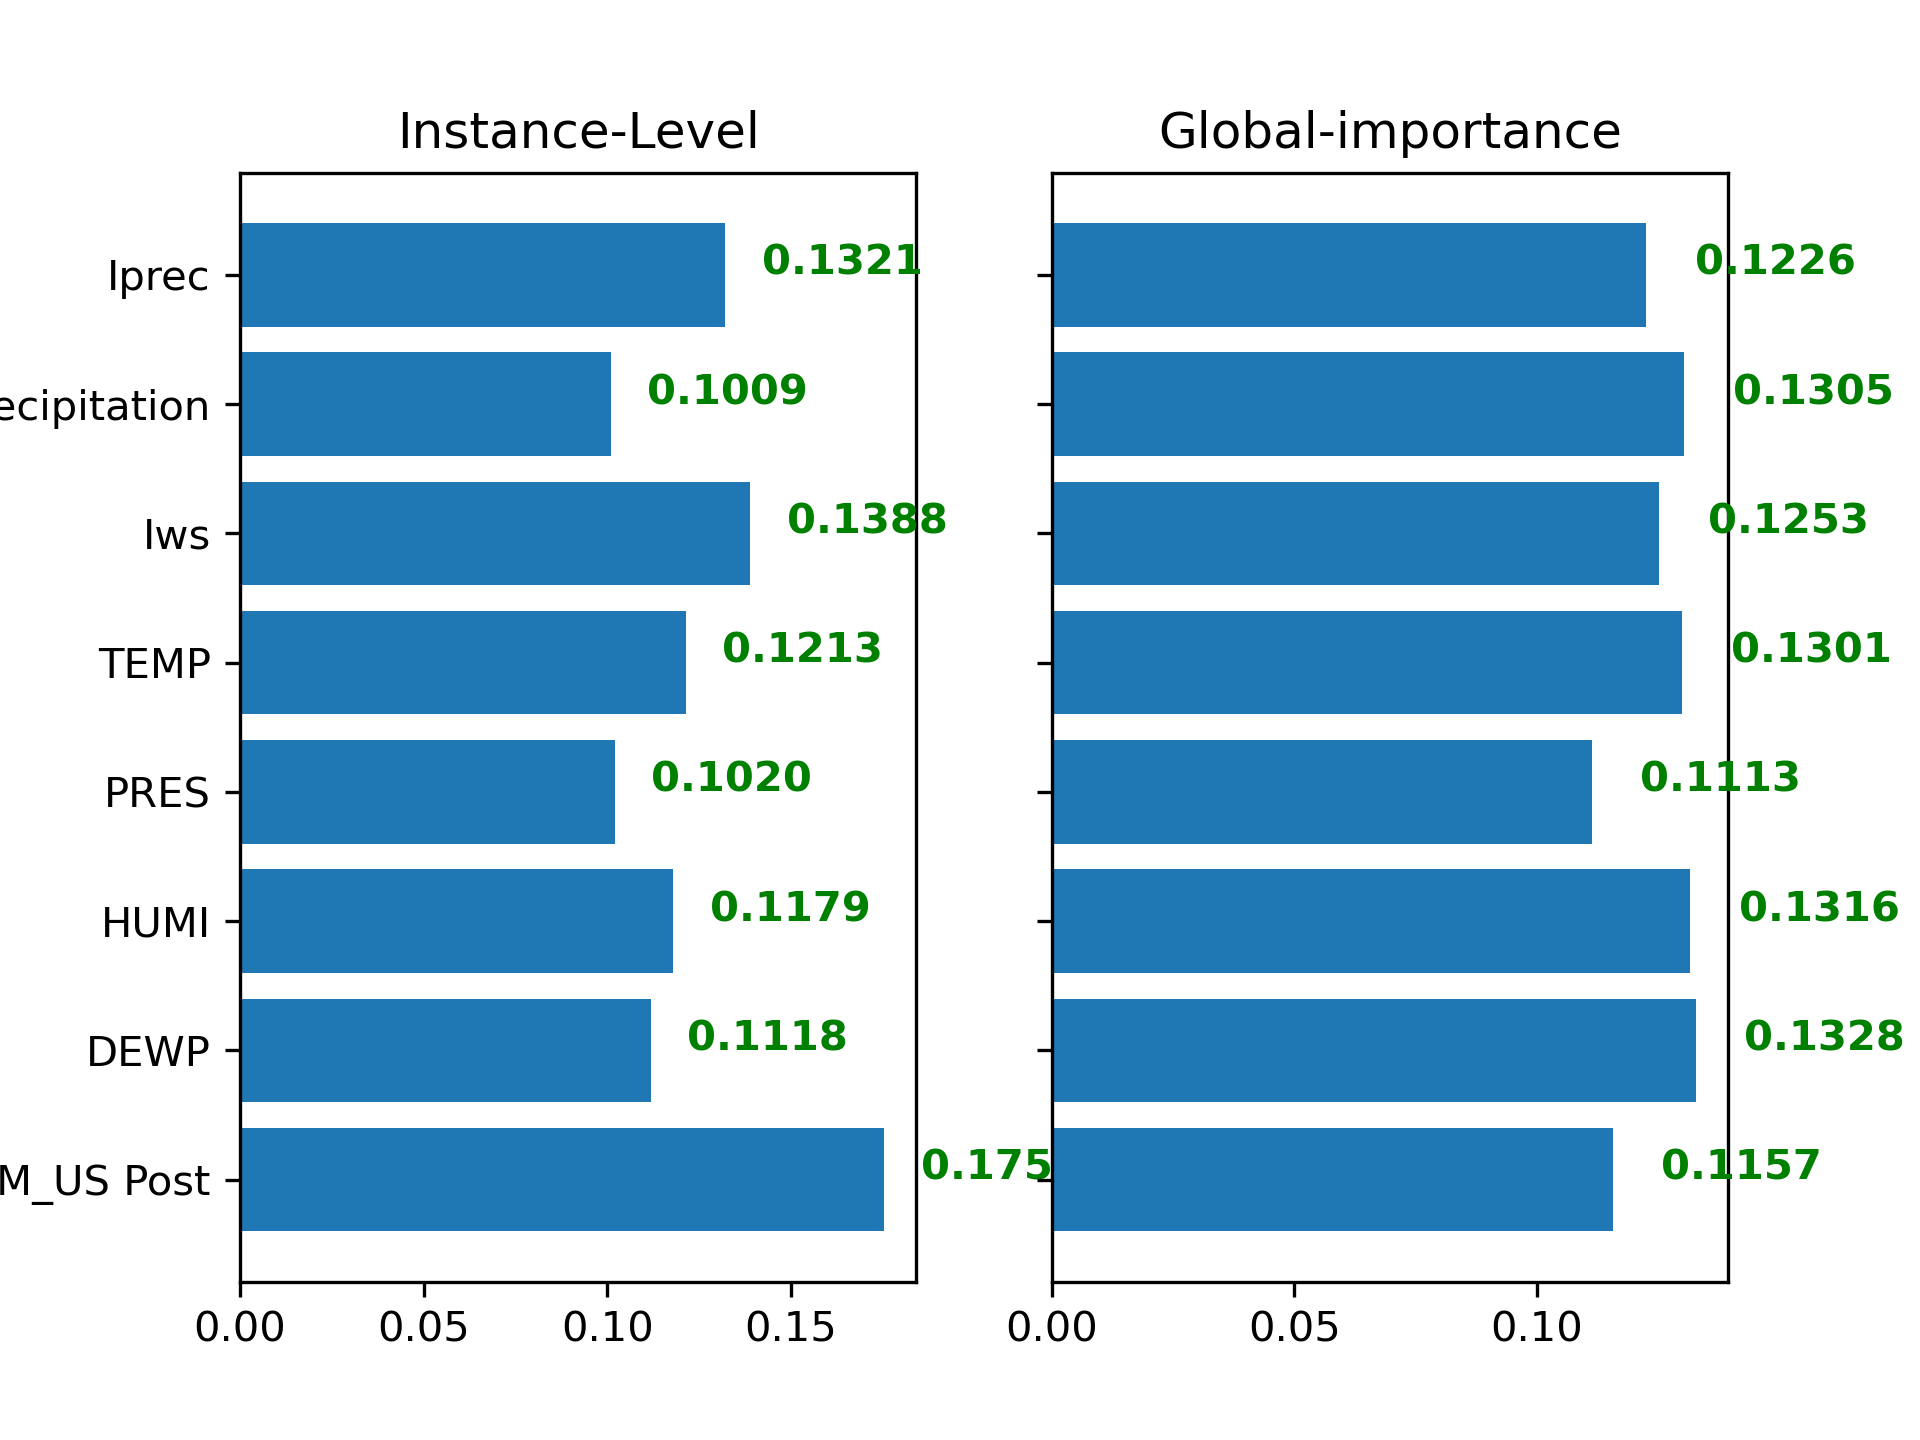 Instance-Level
Iprec 0.1321
ecipitation 0.1009
Iws 0.1388
TEMP 0.1213
PRES 0.1020
HUMI 0.1179
DEWP 0.1118
M_US Post 0.175
0.00 0.05 0.10 0.15
Global-importance
0.1226
0.1305
0.1253
0.1301
0.1113
0.1316
0.1328
0.1157
0.00 0.05 0.10